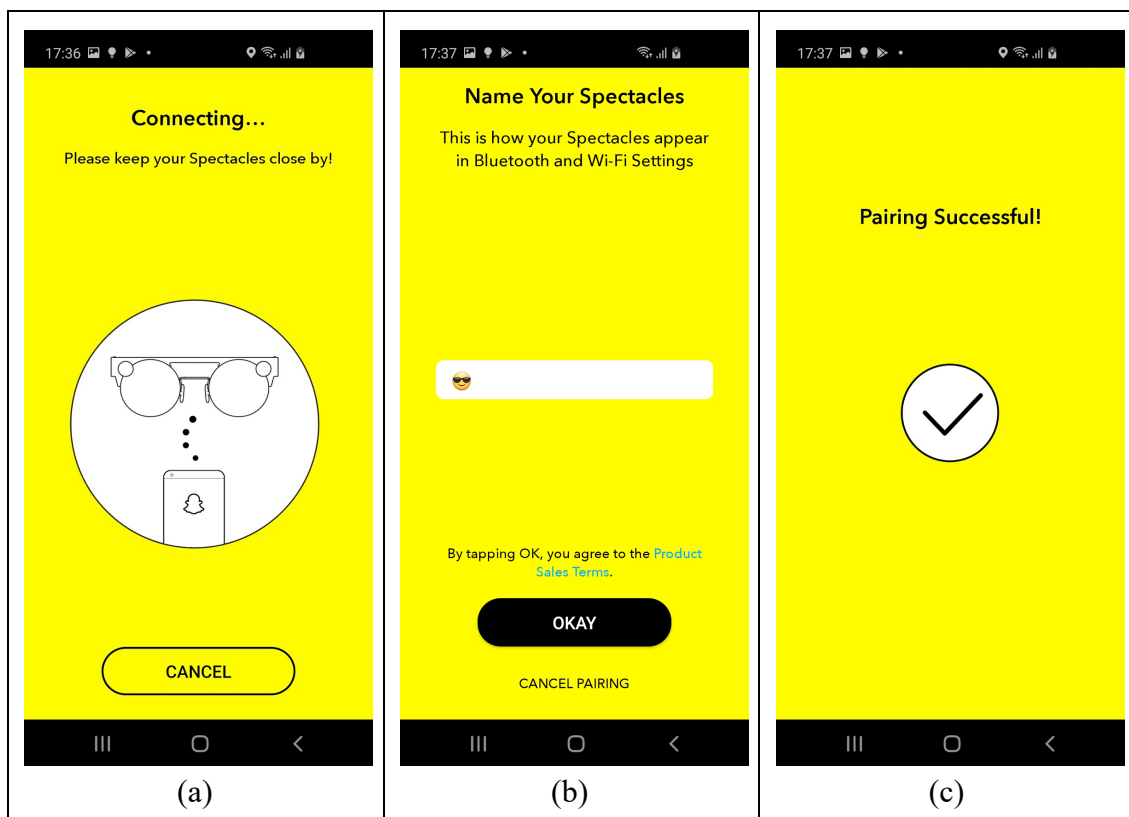 17:36
Connecting...
Please keep your Spectacles close by!
CANCEL
(a)
17:37
Name Your Spectacles
This is how your Spectacles appear
in Bluetooth and Wi-Fi Settings
😎
By tapping OK, you agree to the Product
Sales Terms.
OKAY
CANCEL PAIRING
(b)
17:37
Pairing Successful!
(c)